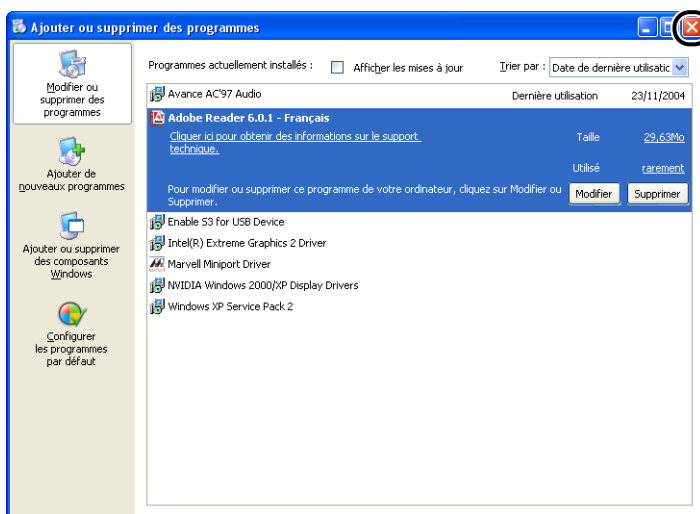 Ajouter ou supprimer des programmes
Modifier ou
supprimer des
programmes
Ajouter de
nouveaux programmes
Ajouter ou supprimer
des composants
Windows
Configurer
les programmes
par défaut
Programmes actuellement installés :
Afficher les mises à jour
Trier par :
Date de dernière utilisatic
Avance AC'97 Audio
Dernière utilisation 23/11/2004
Adobe Reader 6.0.1 - Français
Cliquer ici pour obtenir des informations sur le support
technique.
Taille 29,63Mo
Utilisé rarement
Pour modifier ou supprimer ce programme de votre ordinateur, cliquez sur Modifier ou
Supprimer.
Modifier
Supprimer
Enable S3 for USB Device
Intel(R) Extreme Graphics 2 Driver
Marvell Miniport Driver
NVIDIA Windows 2000/XP Display Drivers
Windows XP Service Pack 2